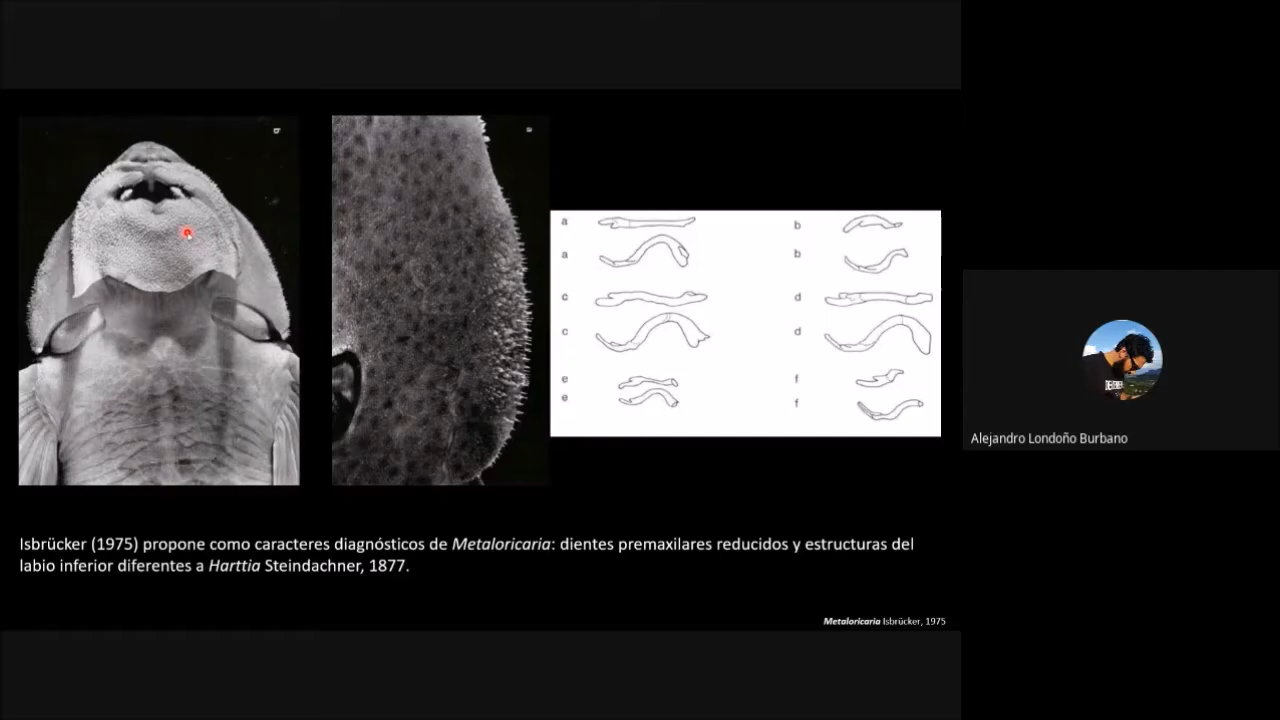 b
a
a
b
a
b
c
d
c
d
e
f
e
f
Isbrücker (1975) propone como caracteres diagnósticos de Metaloricaria: dientes premaxilares reducidos y estructuras del
labio inferior diferentes a Harttia Steindachner, 1877.
Metaloricaria Isbrücker, 1975
Alejandro Londoño Burbano